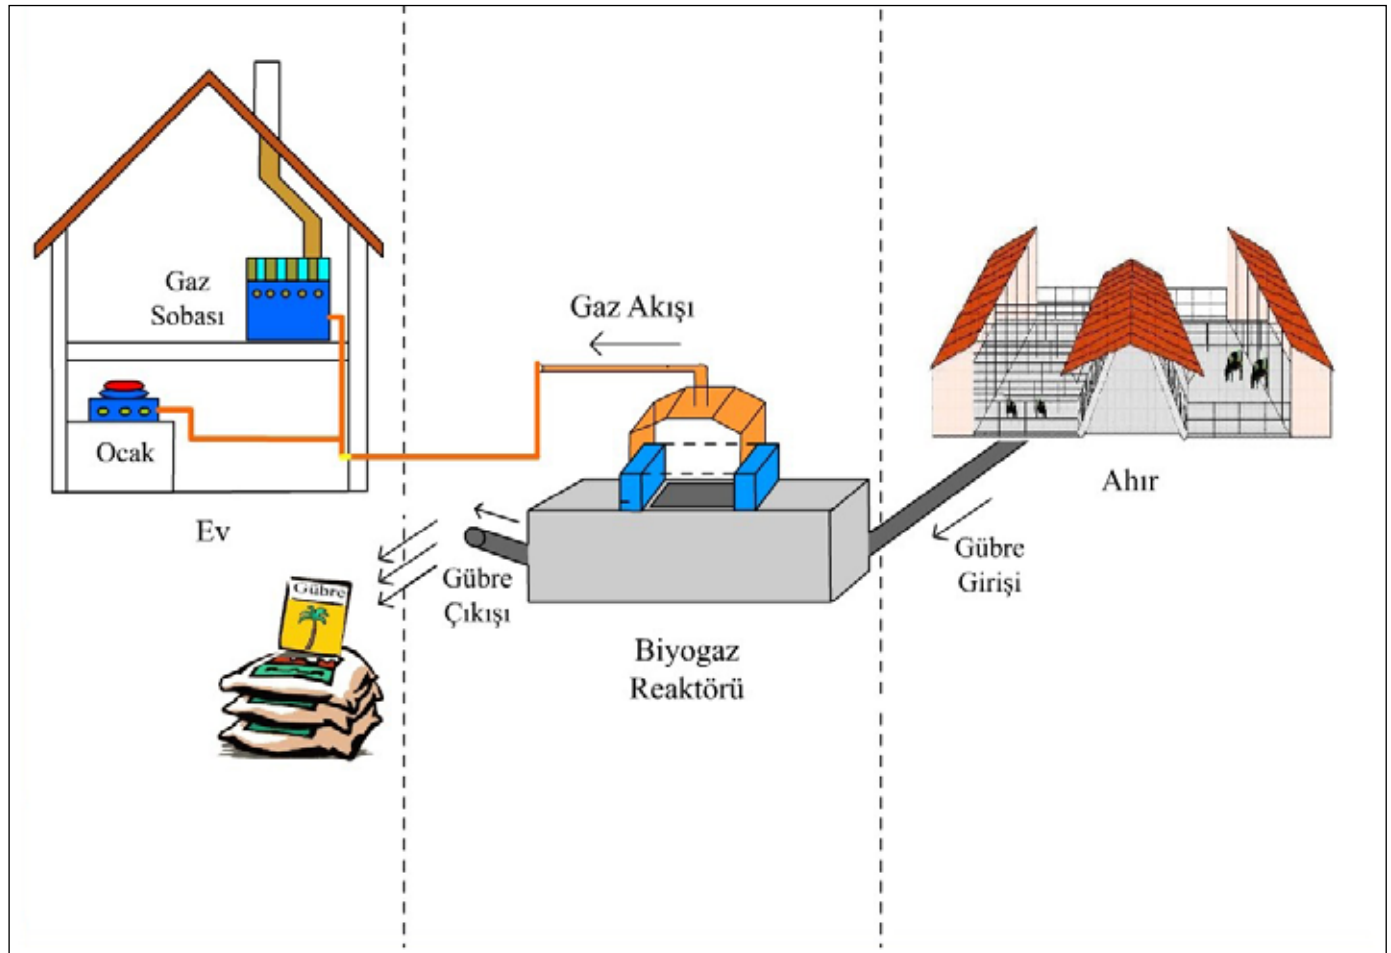 Gaz
Sobası
Ocak
Ev
Gübre
Gaz Akışı
Gübre
Çıkışı
Biyogaz
Reaktörü
Ahır
Gübre
Girişi